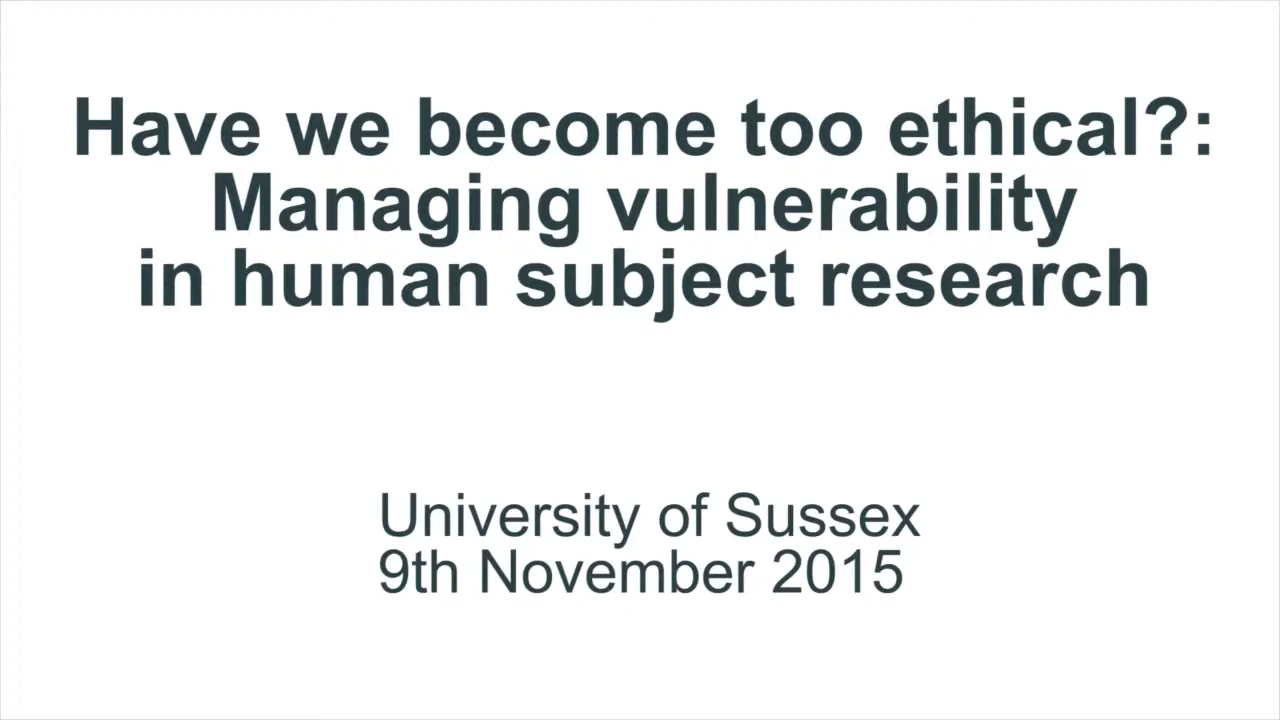 Have we become too ethical?:
Managing vulnerability
in human subject research
University of Sussex
9th November 2015